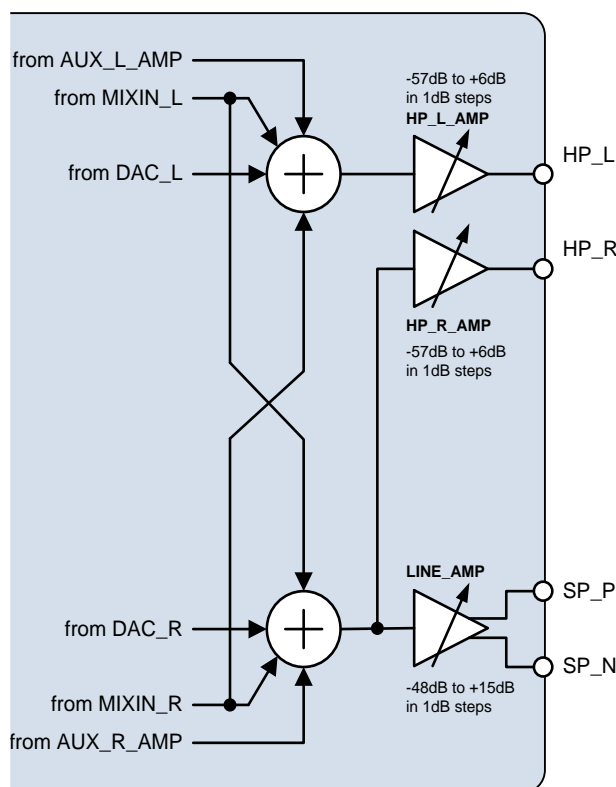 from AUX_L_AMP
from MIXIN_L
from DAC_L
-57dB to +6dB
in 1dB steps
HP_L_AMP
HP_L
HP_R
HP_R_AMP
-57dB to +6dB
in 1dB steps
LINE_AMP
SP_P
from DAC_R
SP_N
-48dB to +15dB
in 1dB steps
from MIXIN_R
from AUX_R_AMP